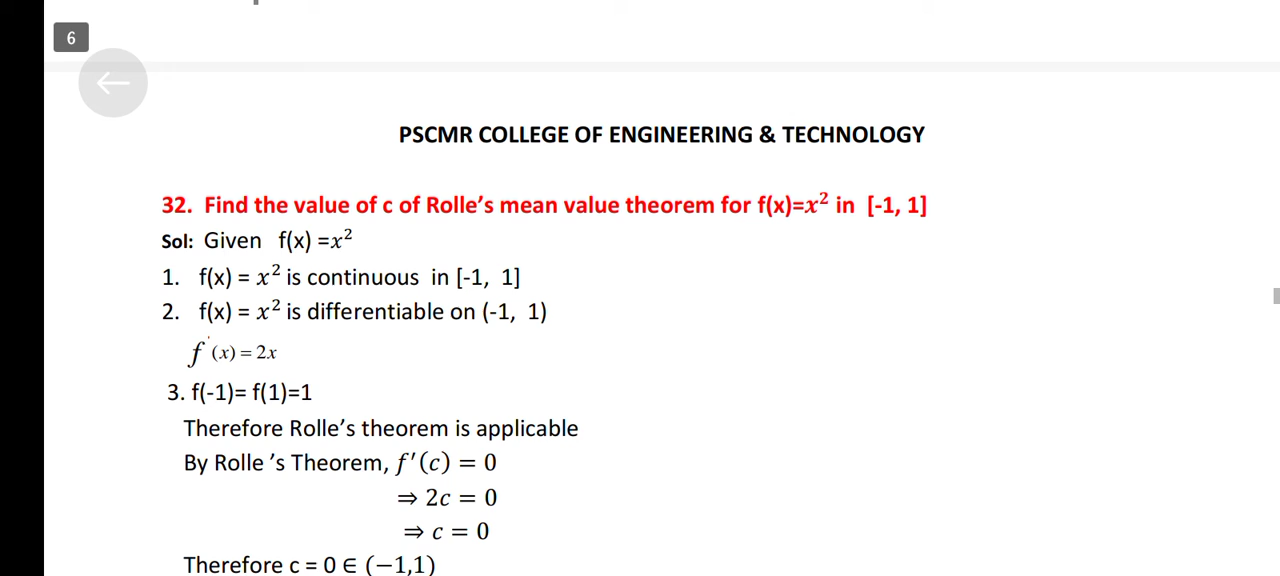 6
PSCMR COLLEGE OF ENGINEERING & TECHNOLOGY
32. Find the value of c of Rolle’s mean value theorem for f(x)=x² in [-1, 1]
Sol: Given f(x) =x²
1. f(x) = x² is continuous in [-1, 1]
2. f(x) = x² is differentiable on (-1, 1)
f'(x) = 2x
3. f(-1)= f(1)=1
Therefore Rolle’s theorem is applicable
By Rolle ’s Theorem, f′(c) = 0
⇒ 2c = 0
⇒ c = 0
Therefore c = 0 ∈ (−1,1)